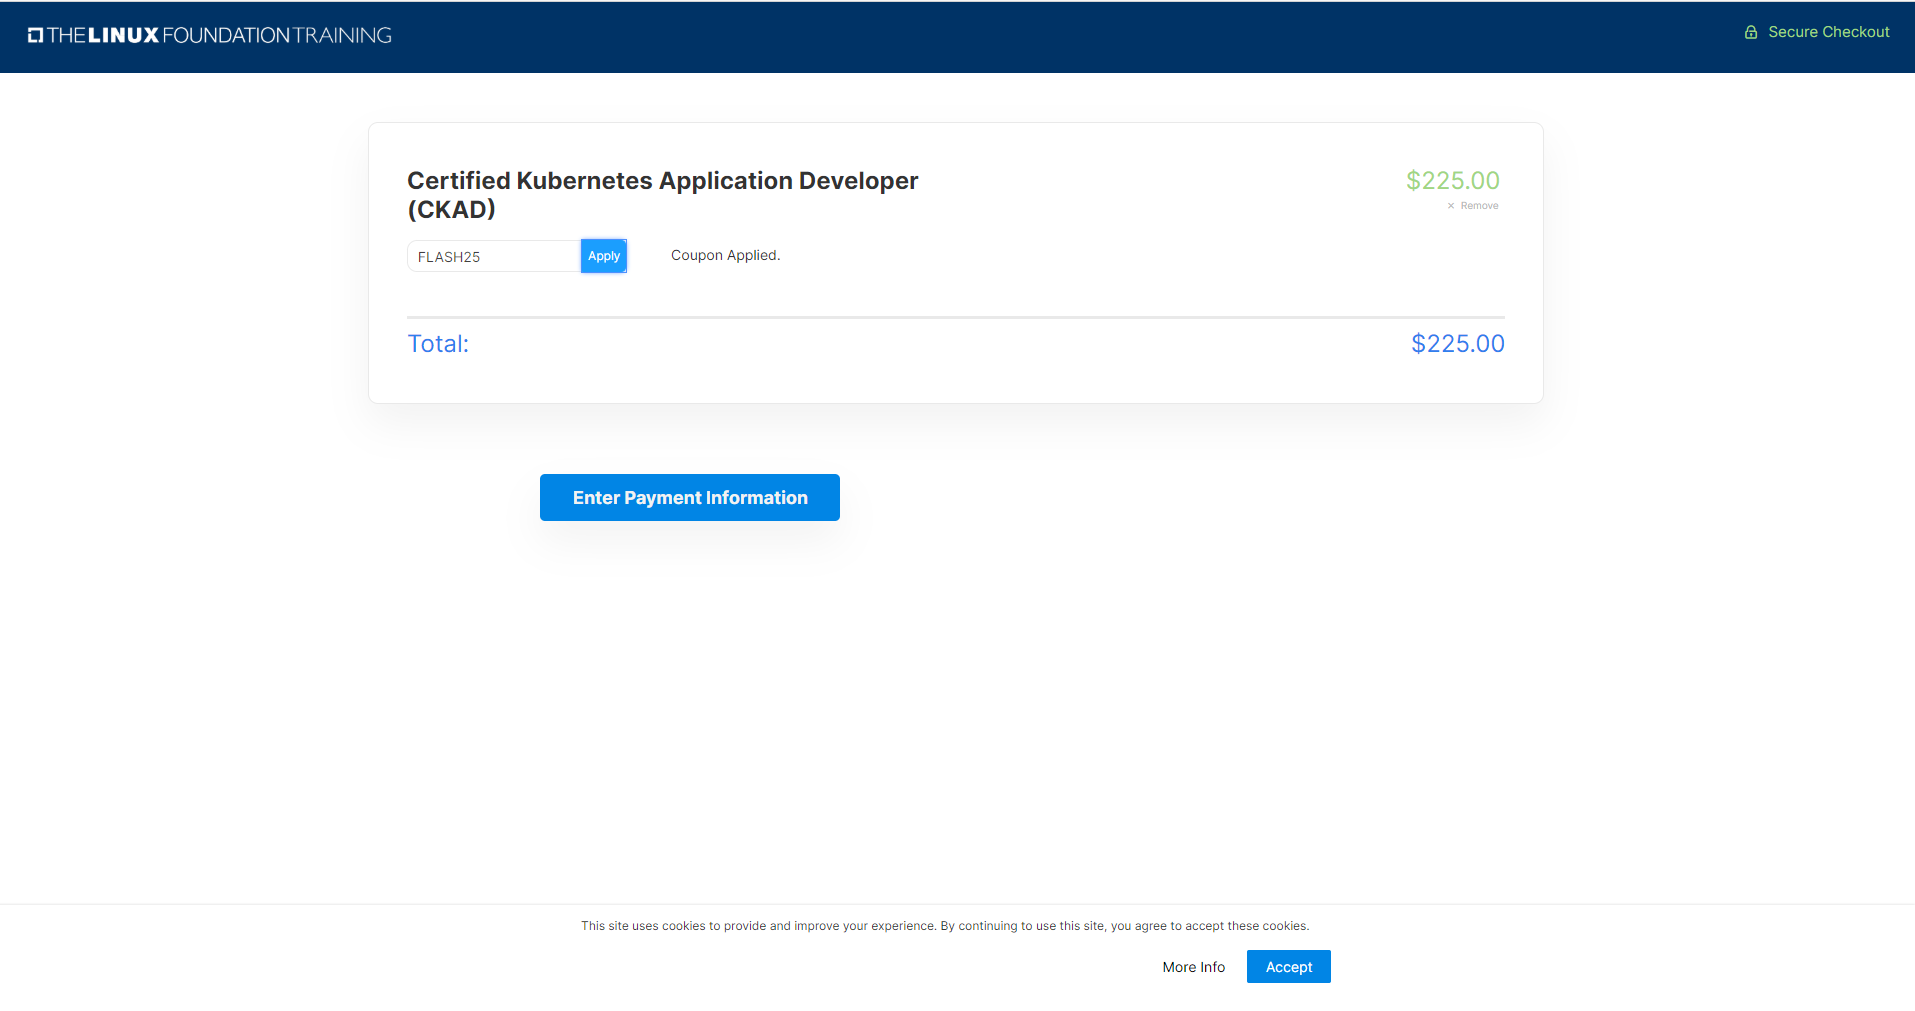 THE LINUX FOUNDATION TRAINING
Secure Checkout
Certified Kubernetes Application Developer
(CKAD)
$225.00
× Remove
FLASH25
Apply
Coupon Applied.
Total:
$225.00
Enter Payment Information
This site uses cookies to provide and improve your experience. By continuing to use this site, you agree to accept these cookies.
More Info
Accept